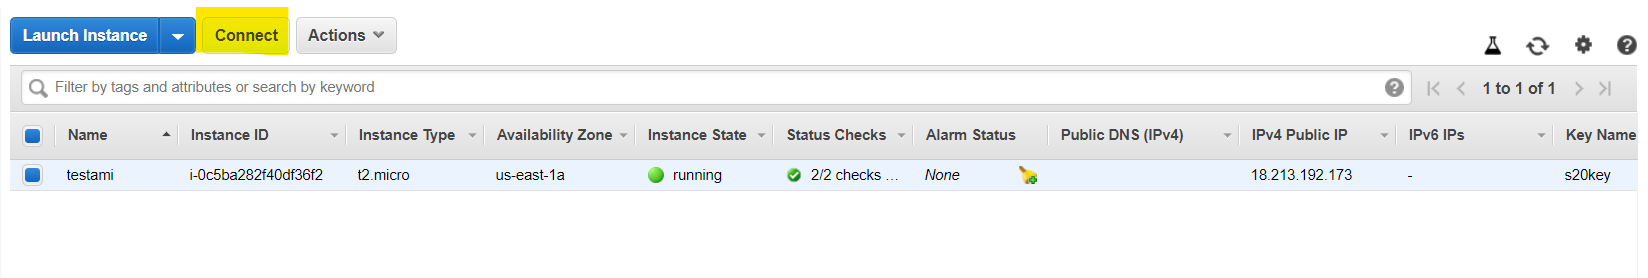 Launch Instance Connect Actions
Filter by tags and attributes or search by keyword 1 to 1 of 1
Name Instance ID Instance Type Availability Zone Instance State Status Checks Alarm Status Public DNS (IPv4) IPv4 Public IP IPv6 IPs Key Name
testami i-0c5ba282f40df36f2 t2.micro us-east-1a running 2/2 checks ... None 18.213.192.173 - s20key